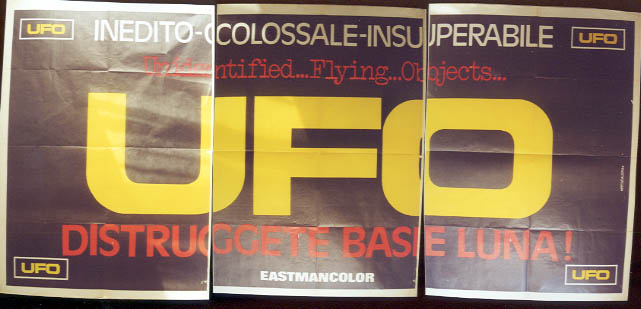 UFO INEDITO-COLOSSALE-INSUPERABILE UFO
Unidentified...Flying...Objects...
UFO
DISTRUGGETE BASE LUNA!
UFO EASTMANCOLOR UFO